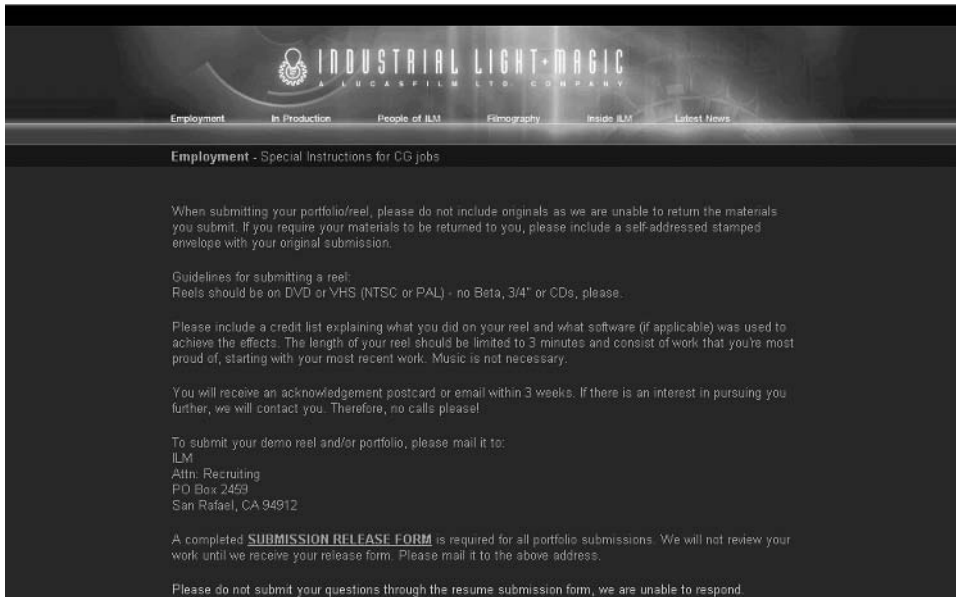 INDUSTRIAL LIGHT+MAGIC
A LUCASFILM LTD. COMPANY
Employment In Production People of ILM Filmography Inside ILM Latest News
Employment - Special Instructions for CG jobs
When submitting your portfolio/reel, please do not include originals as we are unable to return the materials
you submit. If you require your materials to be returned to you, please include a self-addressed stamped
envelope with your original submission.
Guidelines for submitting a reel:
Reels should be on DVD or VHS (NTSC or PAL) - no Beta, 3/4" or CDs, please.
Please include a credit list explaining what you did on your reel and what software (if applicable) was used to
achieve the effects. The length of your reel should be limited to 3 minutes and consist of work that you're most
proud of, starting with your most recent work. Music is not necessary.
You will receive an acknowledgement postcard or email within 3 weeks. If there is an interest in pursuing you
further, we will contact you. Therefore, no calls please!
To submit your demo reel and/or portfolio, please mail it to:
ILM
Attn: Recruiting
PO Box 2459
San Rafael, CA 94912
A completed SUBMISSION RELEASE FORM is required for all portfolio submissions. We will not review your
work until we receive your release form. Please mail it to the above address.
Please do not submit your questions through the resume submission form, we are unable to respond.